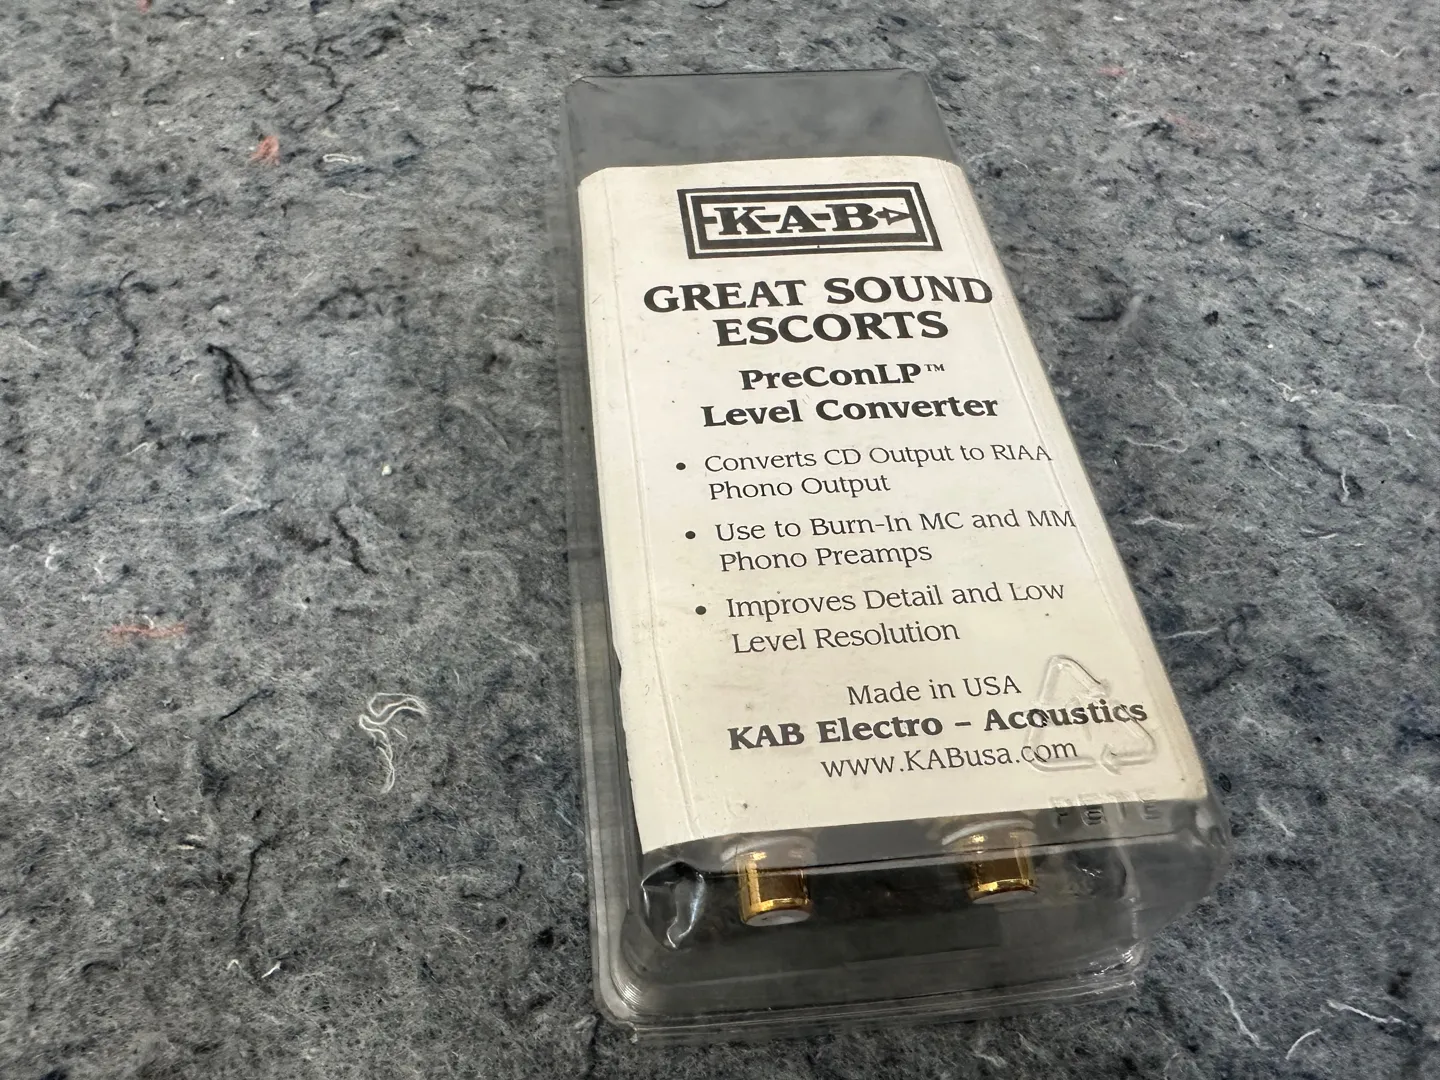 K-A-B
GREAT SOUND
ESCORTS
PreConLP™
Level Converter
• Converts CD Output to RIAA
Phono Output
• Use to Burn-In MC and MM
Phono Preamps
• Improves Detail and Low
Level Resolution
Made in USA
KAB Electro – Acoustics
www.KABusa.com